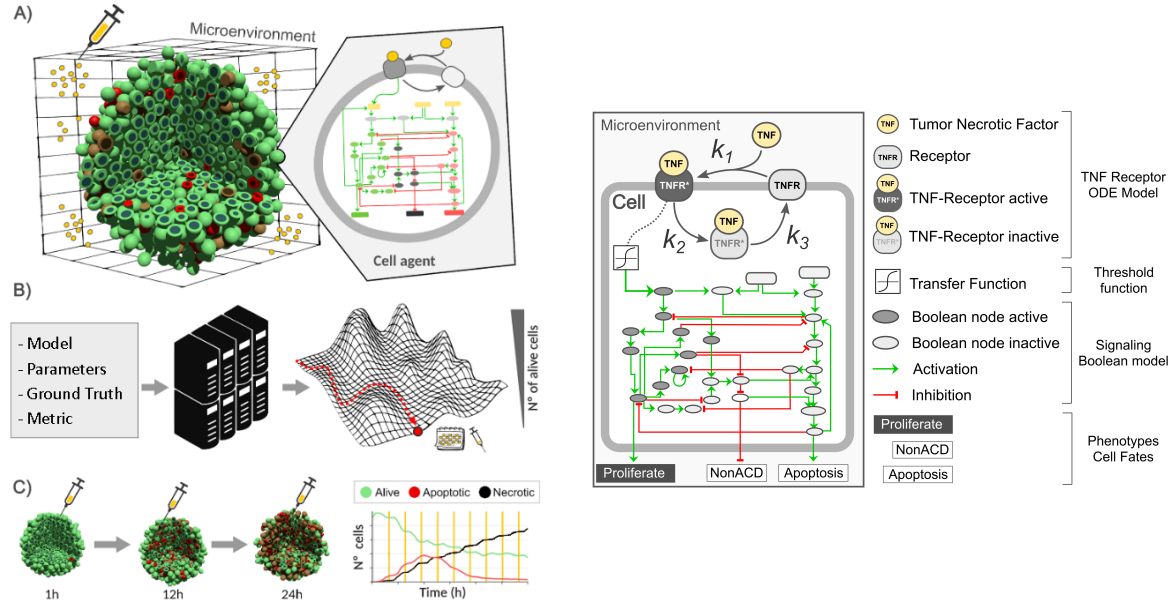 A)
Microenvironment
Cell agent
B)
- Model
- Parameters
- Ground Truth
- Metric
N° of alive cells
C)
1h
12h
24h
Alive
Apoptotic
Necrotic
N° cells
Time (h)
Microenvironment
TNF
k1
TNF
TNFR*
TNFR
Cell
TNF
TNFR*
k2
k3
Proliferate
NonACD
Apoptosis
TNF
Tumor Necrotic Factor
TNFR
Receptor
TNF
TNFR*
TNF-Receptor active
TNF
TNFR*
TNF-Receptor inactive
Transfer Function
Boolean node active
Boolean node inactive
Activation
Inhibition
Proliferate
NonACD
Apoptosis
TNF Receptor
ODE Model
Threshold
function
Signaling
Boolean model
Phenotypes
Cell Fates